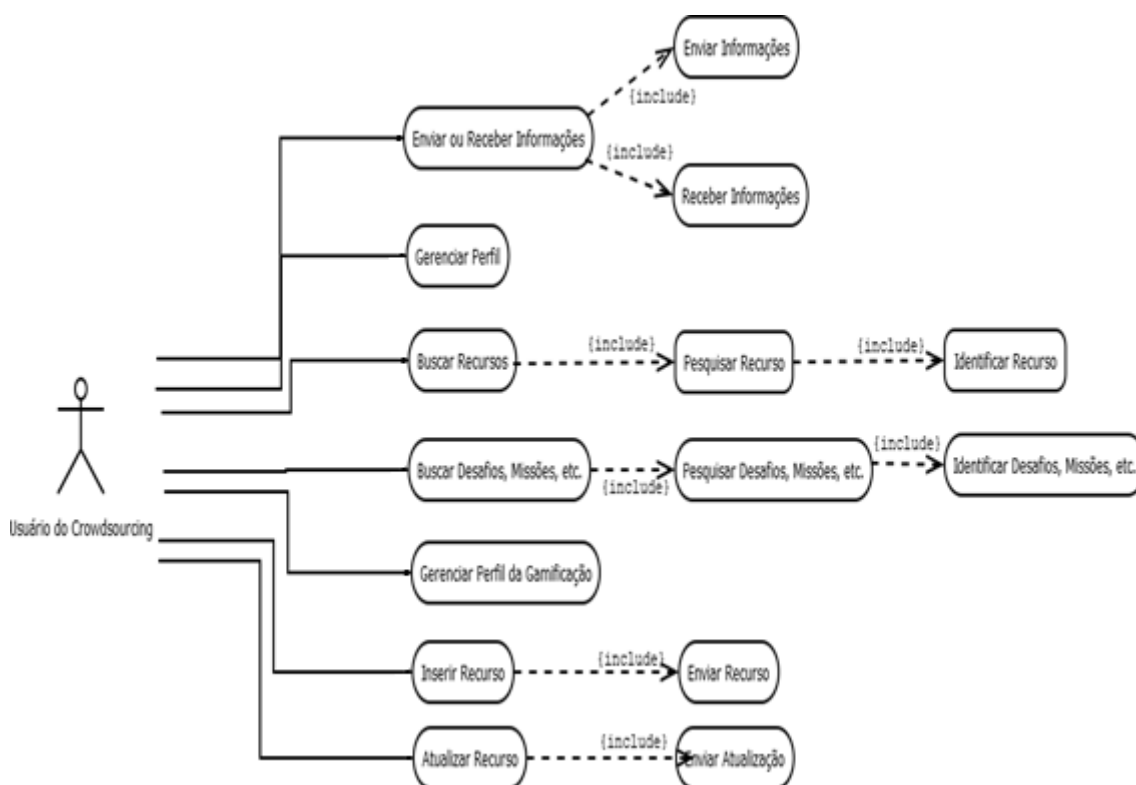 Enviar Informações
{include}
Enviar ou Receber Informações
{include}
Receber Informações
Gerenciar Perfil
Buscar Recursos
{include}
Pesquisar Recurso
{include}
Identificar Recurso
Buscar Desafios, Missões, etc.
{include}
Pesquisar Desafios, Missões, etc.
{include}
Identificar Desafios, Missões, etc.
Usuário do Crowdsourcing
Gerenciar Perfil da Gamificação
Inserir Recurso
{include}
Enviar Recurso
Atualizar Recurso
{include}
Enviar Atualização